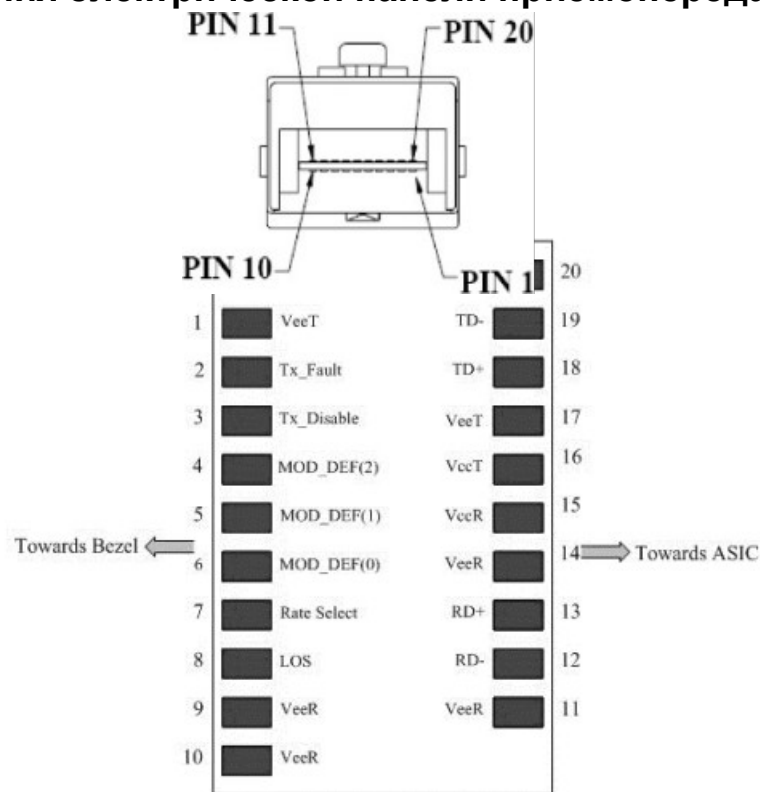 электрической панели
PIN 11
PIN 20
PIN 10
PIN 1
20
1 VeeT TD- 19
2 Tx_Fault TD+ 18
3 Tx_Disable VeeT 17
4 MOD_DEF(2) VccT 16
5 MOD_DEF(1) VccR 15
Towards Bezel
6 MOD_DEF(0) VeeR 14
Towards ASIC
7 Rate Select RD+ 13
8 LOS RD- 12
9 VeeR VeeR 11
10 VeeR